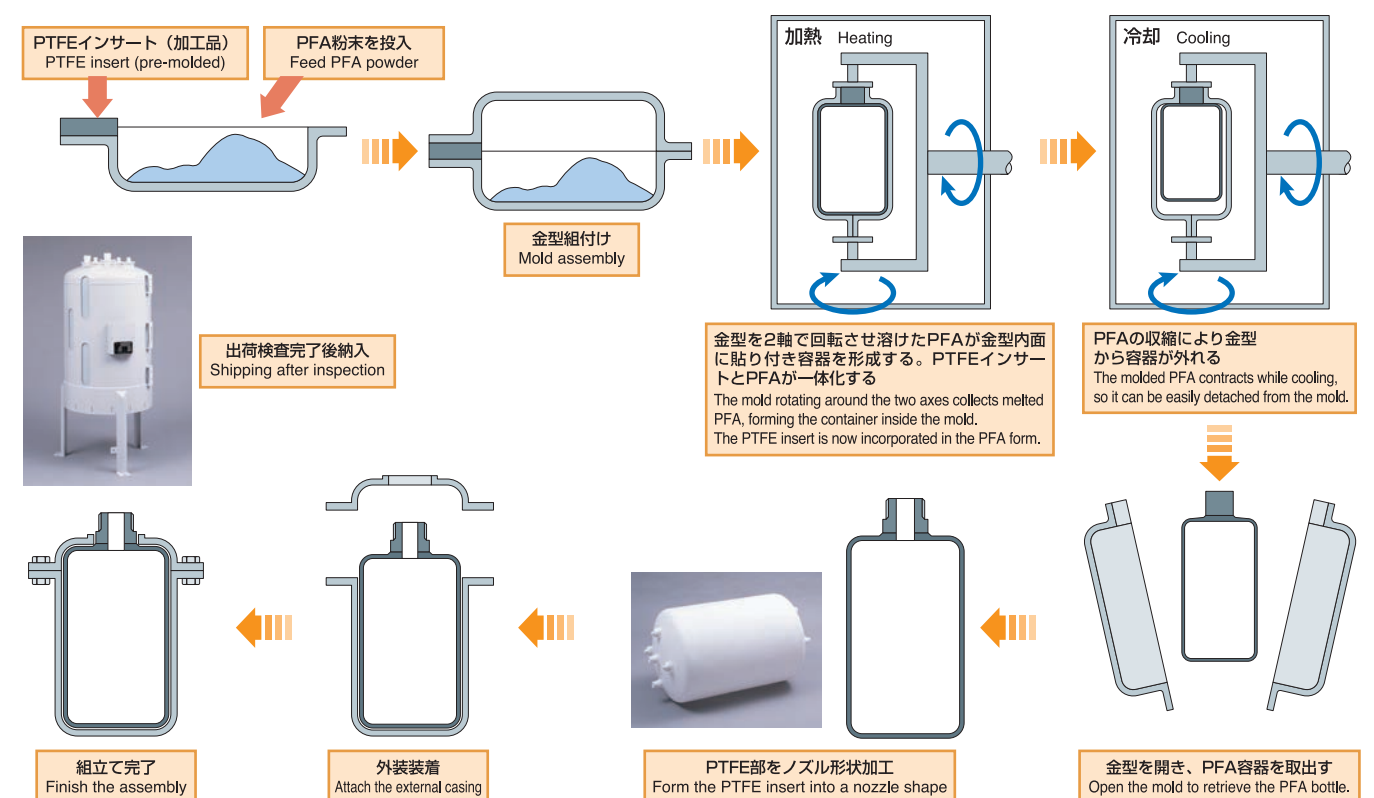 PTFEインサート（加工品）
PTFE insert (pre-molded)
PFA粉末を投入
Feed PFA powder
金型組付け
Mold assembly
加熱 Heating
金型を2軸で回転させ溶けたPFAが金型内面
に貼り付き容器を形成する。PTFEインサー
トとPFAが一体化する
The mold rotating around the two axes collects melted
PFA, forming the container inside the mold.
The PTFE insert is now incorporated in the PFA form.
冷却 Cooling
PFAの収縮により金型
から容器が外れる
The molded PFA contracts while cooling,
so it can be easily detached from the mold.
金型を開き、PFA容器を取出す
Open the mold to retrieve the PFA bottle.
PTFE部をノズル形状加工
Form the PTFE insert into a nozzle shape
外装装着
Attach the external casing
組立て完了
Finish the assembly
出荷検査完了後納入
Shipping after inspection